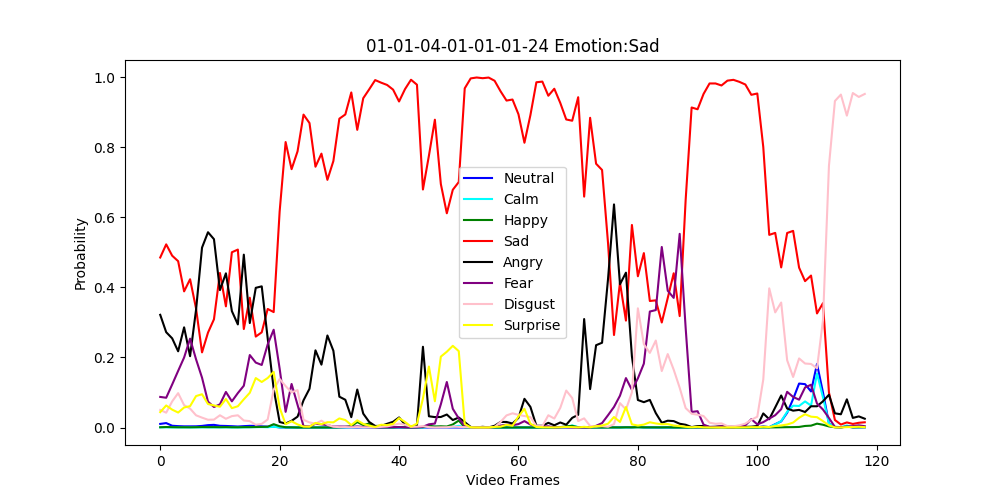 01-01-04-01-01-01-24 Emotion:Sad
1.0
0.8
0.6
0.4
0.2
0.0
Probability
Neutral
Calm
Happy
Sad
Angry
Fear
Disgust
Surprise
0 20 40 60 80 100 120
Video Frames